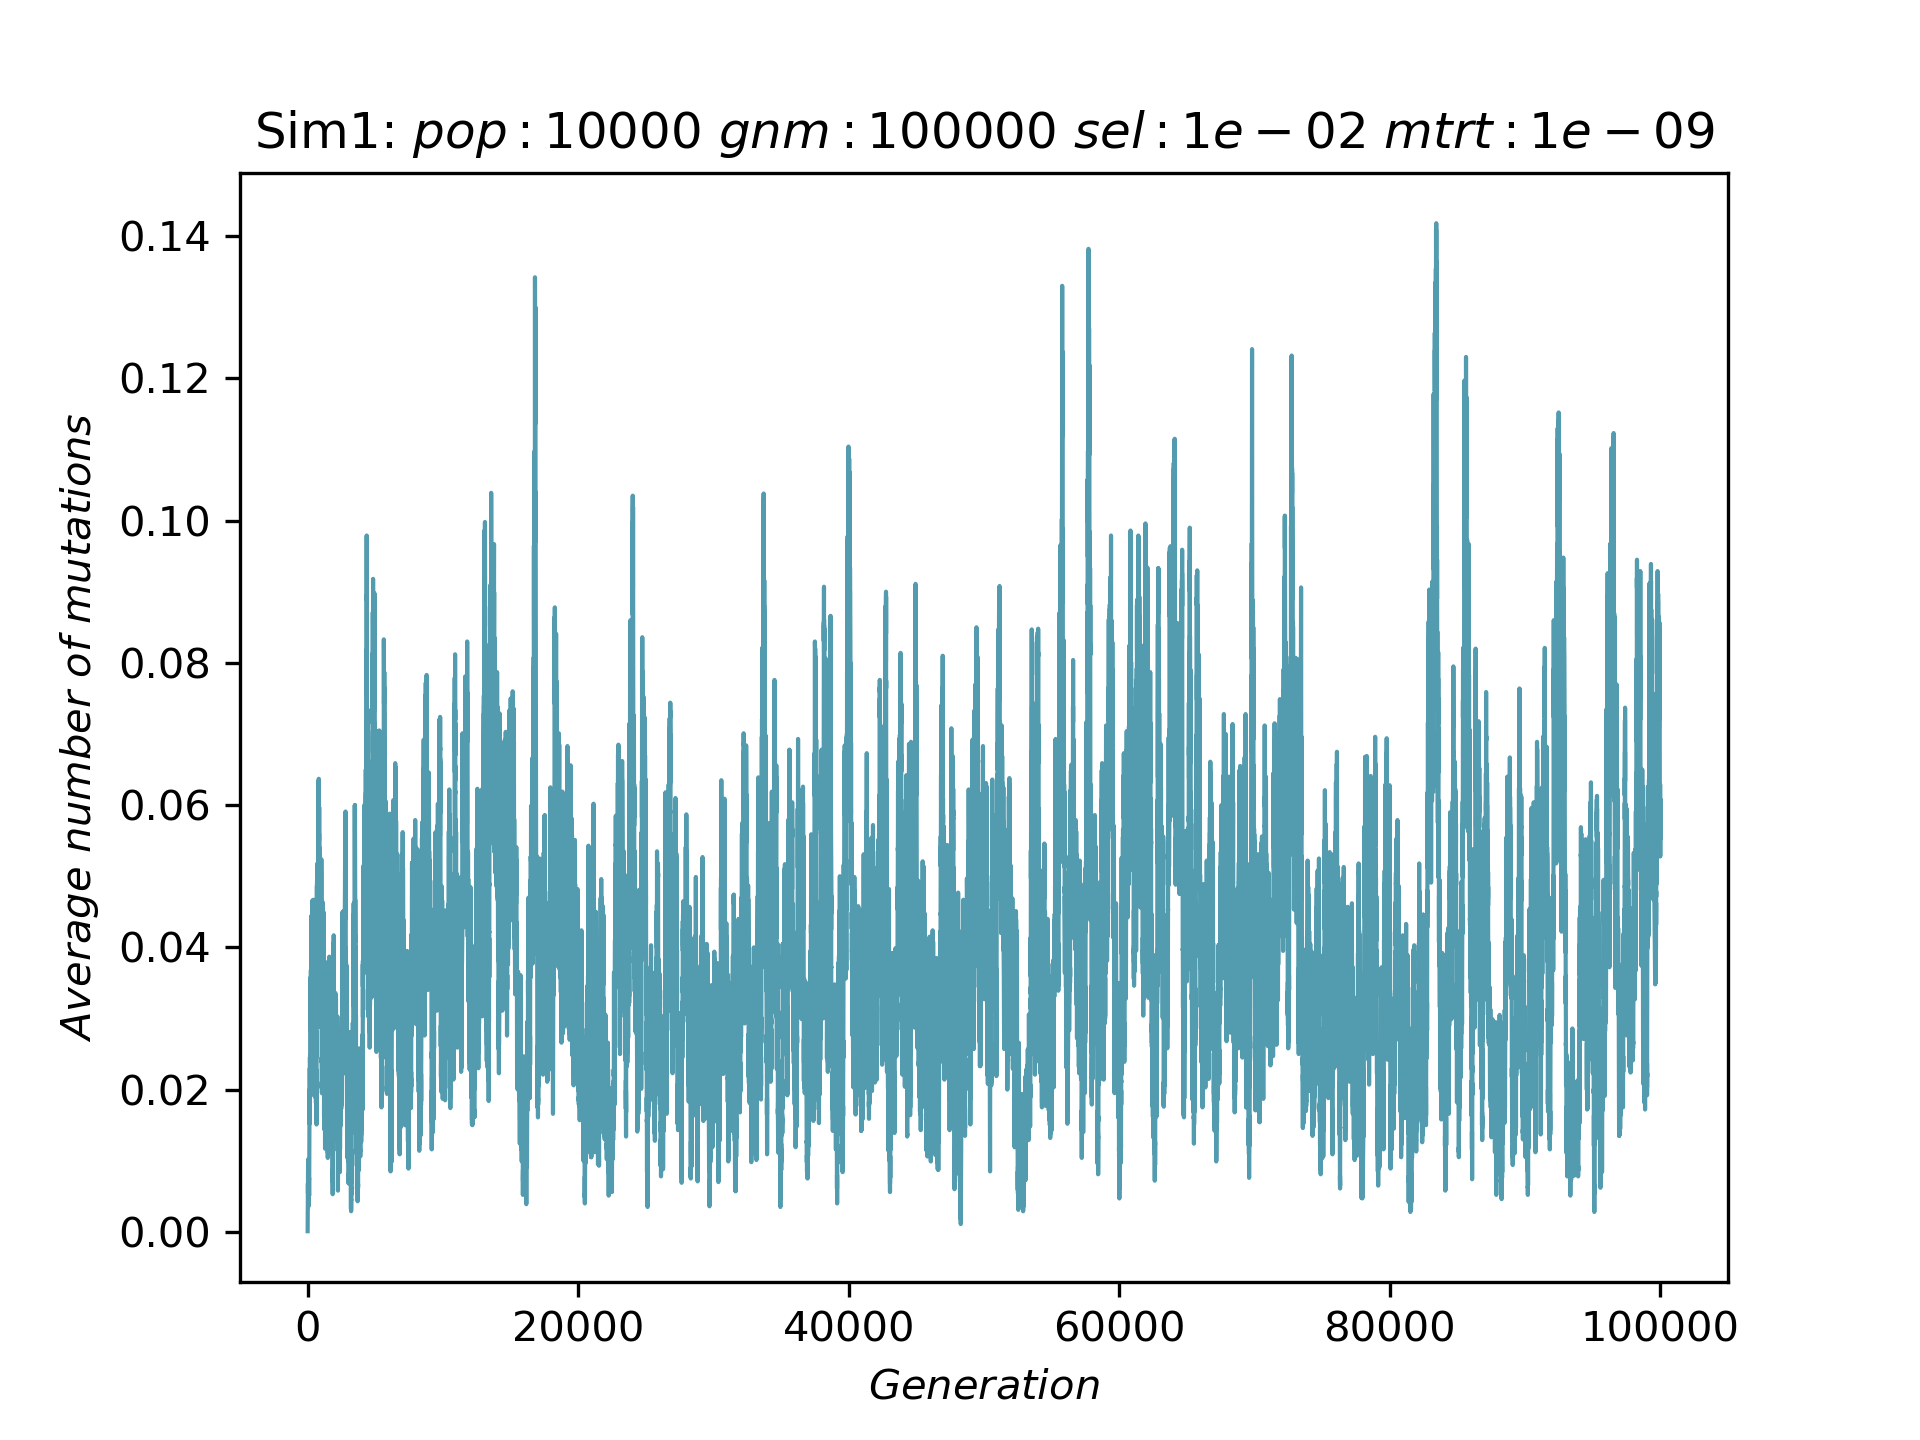 Sim1: pop : 10000 gnm : 100000 sel : 1e − 02 mtrt : 1e − 09
0.14
0.12
0.10
0.08
0.06
0.04
0.02
0.00
Average number of mutations
0 20000 40000 60000 80000 100000
Generation